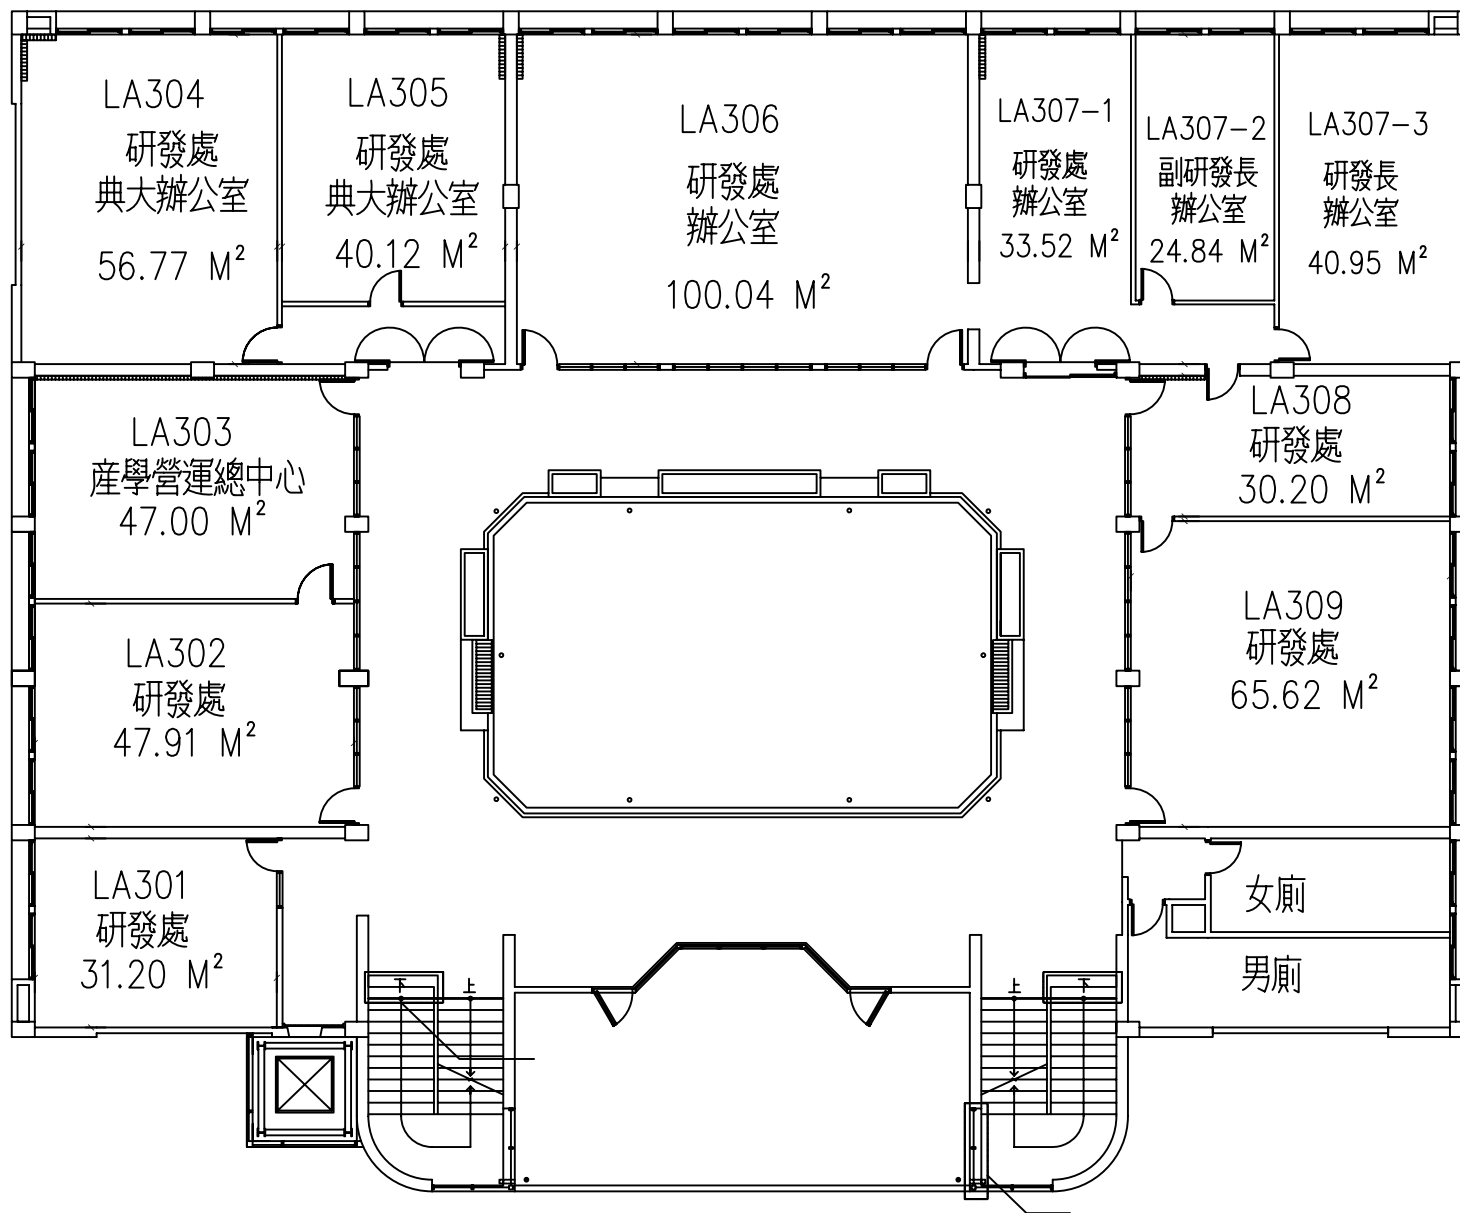 LA304
研發處
典大辦公室
56.77 M²
LA305
研發處
典大辦公室
40.12 M²
LA306
研發處
辦公室
100.04 M²
LA307-1
研發處
辦公室
33.52 M²
LA307-2
副研發長
辦公室
24.84 M²
LA307-3
研發長
辦公室
40.95 M²
LA303
産學營運總中心
47.00 M²
LA308
研發處
30.20 M²
LA302
研發處
47.91 M²
LA309
研發處
65.62 M²
LA301
研發處
31.20 M²
女廁
男廁
下
上
上
下